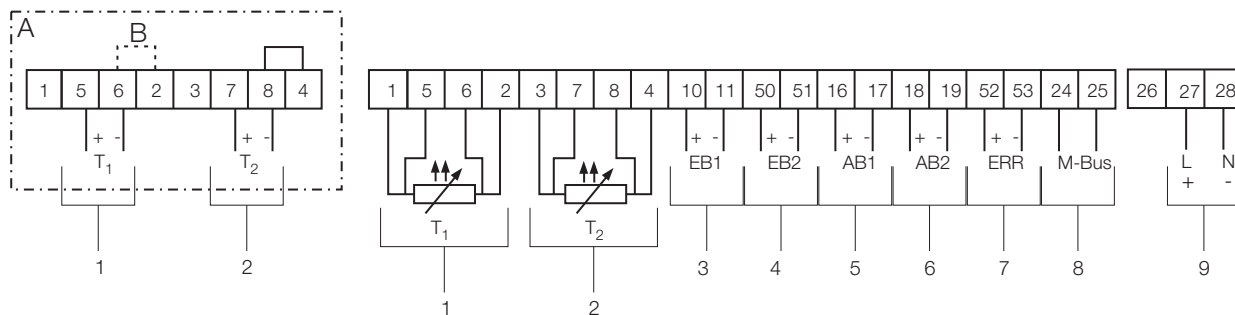 A
B
1 5 6 2 3 7 8 4
+ - + -
T1 T2
1 2
1 5 6 2 3 7 8 4 10 11 50 51 16 17 18 19 52 53 24 25 26 27 28
+ - + - + - + - + -
EB1 EB2 AB1 AB2 ERR M-Bus L N
+ -
T1 T2
3 4 5 6 7 8 9
1 2